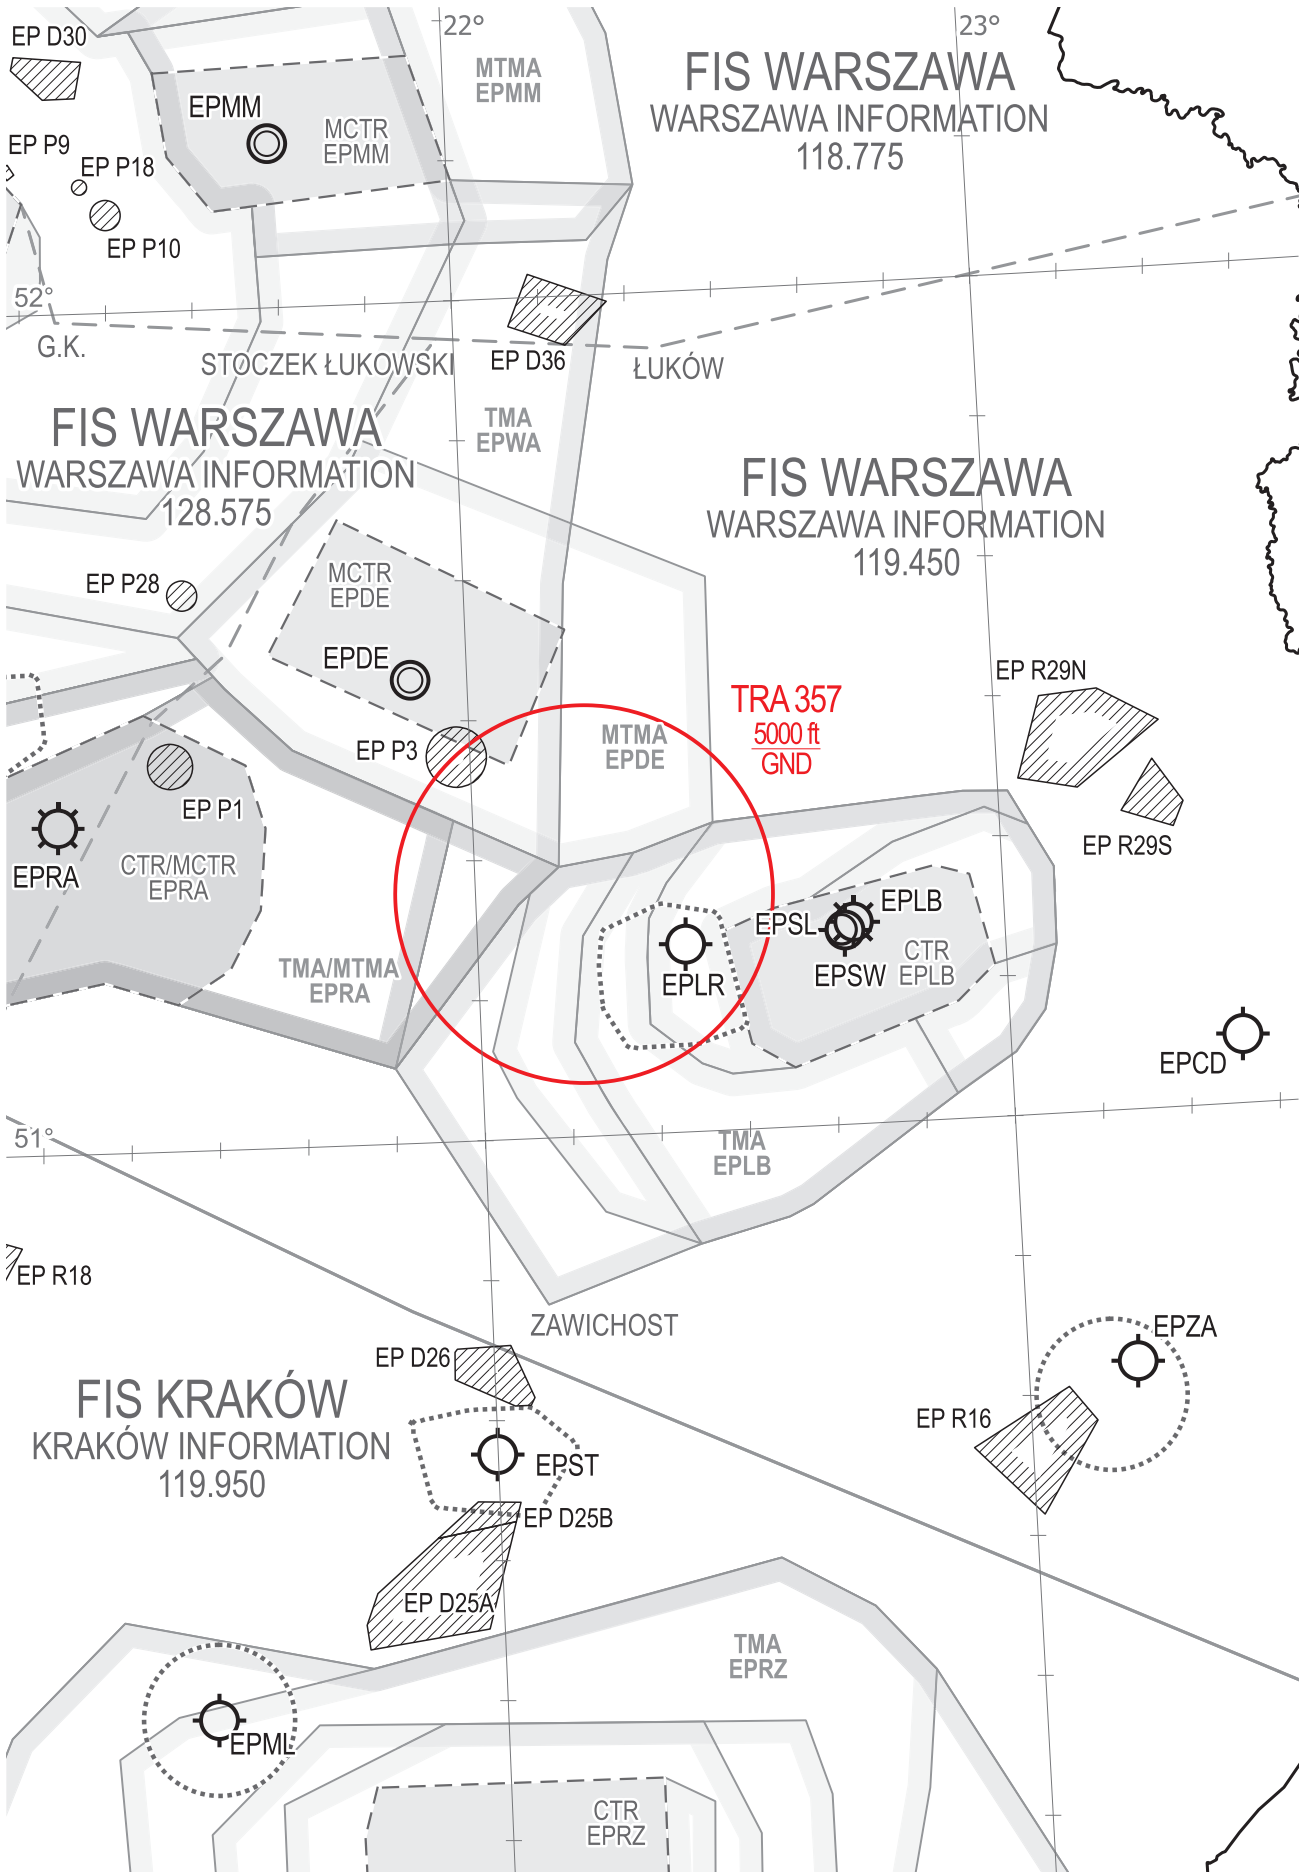 EP D30
22°
23°
MTMA
EPMM
FIS WARSZAWA
WARSZAWA INFORMATION
118.775
EPMM
MCTR
EPMM
EP P9
EP P18
EP P10
52°
G.K.
STOCZEK ŁUKOWSKI
EP D36
ŁUKÓW
FIS WARSZAWA
WARSZAWA INFORMATION
128.575
TMA
EPWA
FIS WARSZAWA
WARSZAWA INFORMATION
119.450
EP P28
MCTR
EPDE
EPDE
EP R29N
TRA 357
5000 ft
GND
EP P3
MTMA
EPDE
EP P1
EP R29S
EPRA
CTR/MCTR
EPRA
EPSL
EPLB
CTR
EPLB
EPSW
EPLR
TMA/MTMA
EPRA
EPCD
51°
TMA
EPLB
EP R18
ZAWICHOST
EPZA
EP D26
FIS KRAKÓW
KRAKÓW INFORMATION
119.950
EP R16
EPST
EP D25B
EP D25A
TMA
EPRZ
EPML
CTR
EPRZ